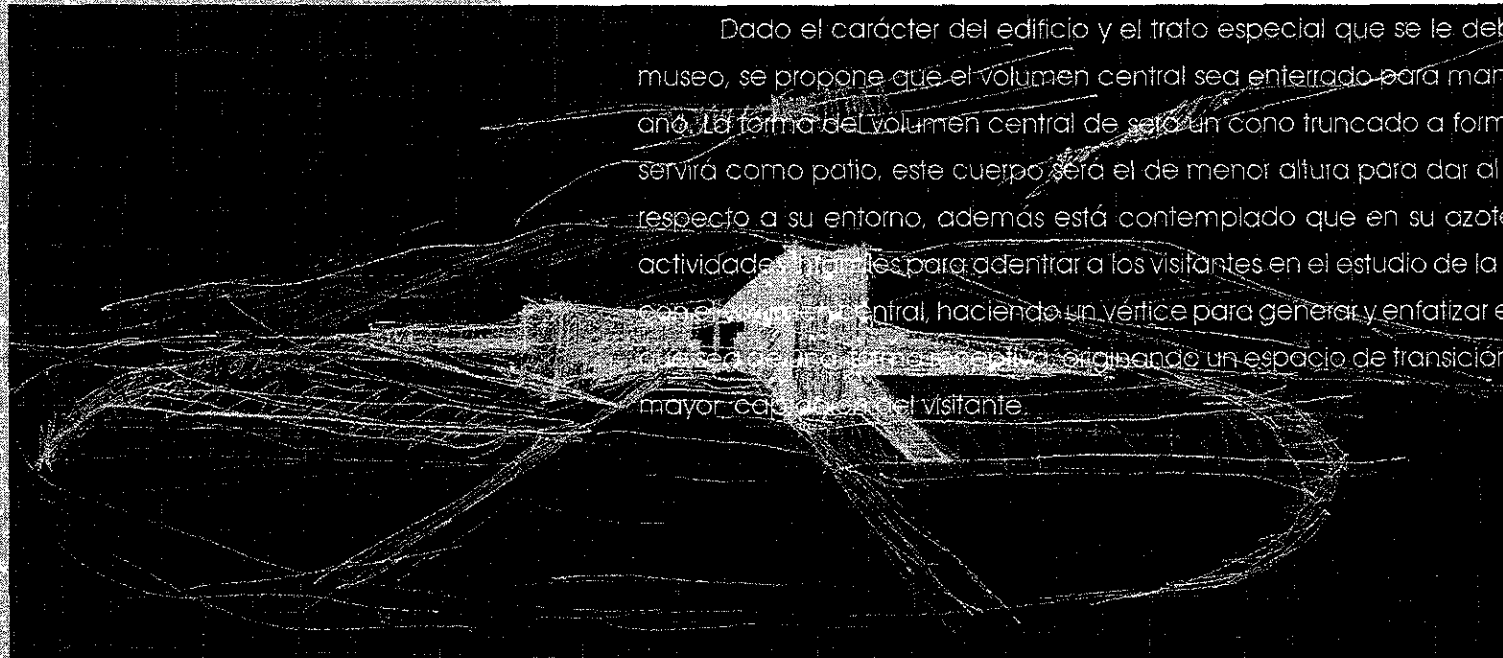 Dado el carácter del edificio y el trato especial que se le deb
museo, se propone que el volumen central sea enterrado para man
ano. La forma del volumen central de será un cono truncado a form
servirá como patio, este cuerpo será el de menor altura para dar al
respecto a su entorno, además está contemplado que en su azote
actividades para adentrar a los visitantes en el estudio de la
central, haciendo un vértice para generar y enfatizar e
originando un espacio de transición
mayor del visitante.